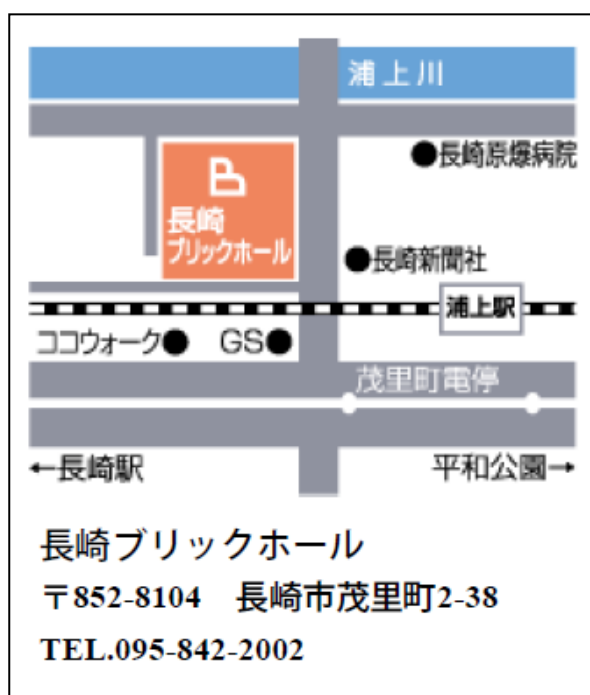 浦上川
●長崎原爆病院
B
長崎
ブリックホール
●長崎新聞社
浦上駅
ココウォーク● GS●
茂里町電停
←長崎駅
平和公園→
長崎ブリックホール
〒852-8104 長崎市茂里町2-38
TEL.095-842-2002